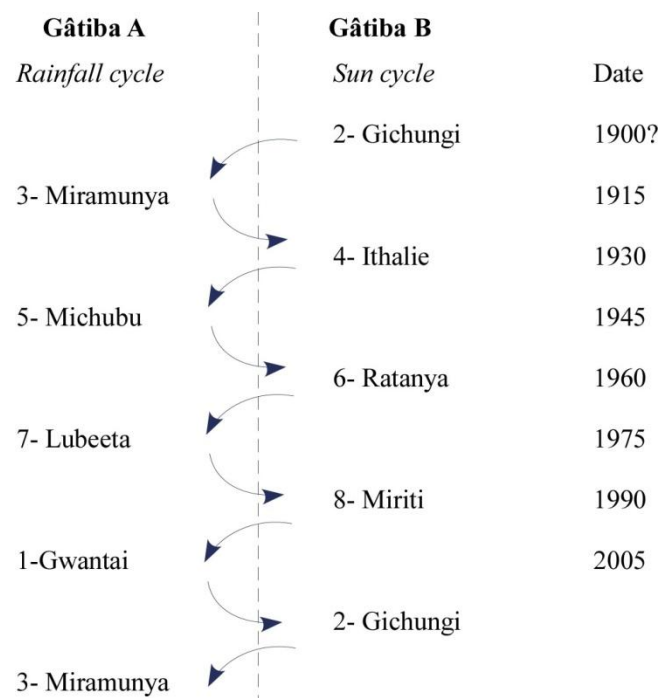 Gâtiba A Gâtiba B
Rainfall cycle Sun cycle Date
2- Gichungi 1900?
3- Miramunya 1915
4- Ithalie 1930
5- Michubu 1945
6- Ratanya 1960
7- Lubeeta 1975
8- Miriti 1990
1-Gwantai 2005
2- Gichungi
3- Miramunya